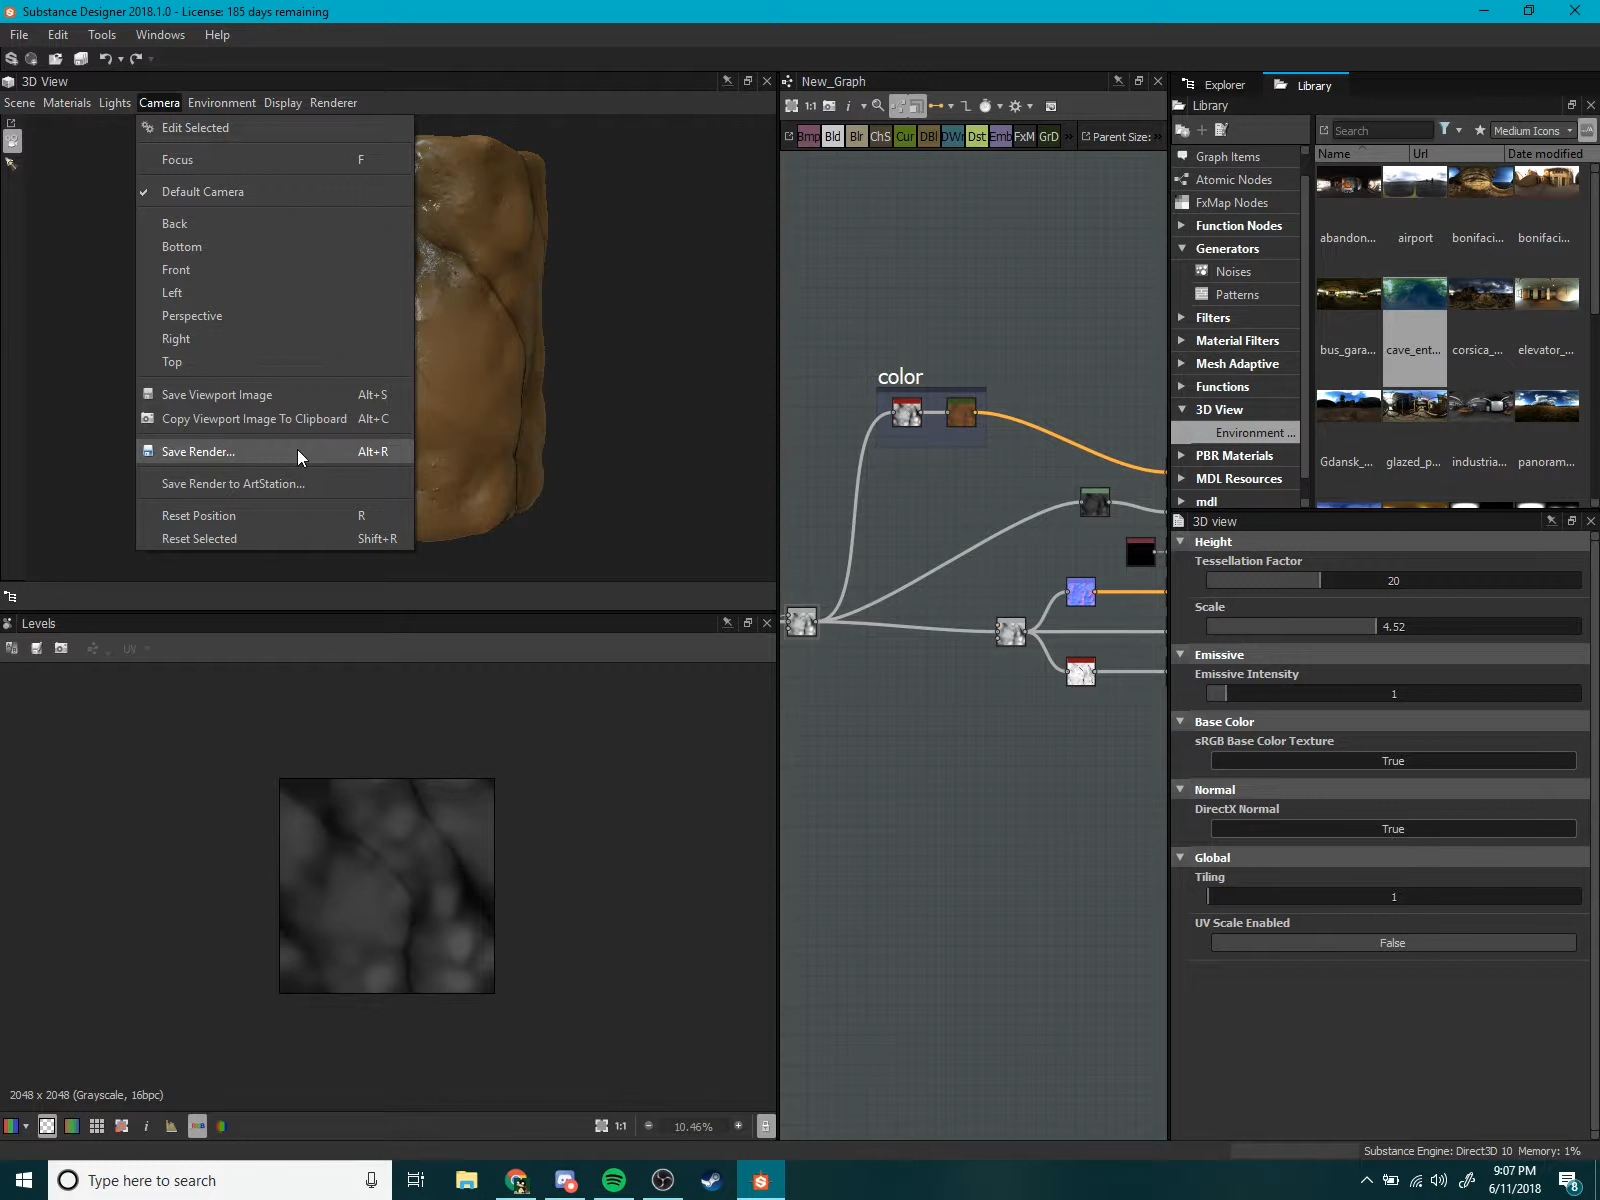 Substance Designer 2018.1.0 - License: 185 days remaining
File Edit Tools Windows Help
3D View
Scene Materials Lights Camera Environment Display Renderer
Edit Selected
Focus F
Default Camera
Back
Bottom
Front
Left
Perspective
Right
Top
Save Viewport Image Alt+S
Copy Viewport Image To Clipboard Alt+C
Save Render... Alt+R
Save Render to ArtStation...
Reset Position R
Reset Selected Shift+R
Levels
UV
2048 x 2048 (Grayscale, 16bpc)
RGB
1:1
10.46%
New_Graph
1:1
Bmp Bld Blr ChS Cur DBl DWr Dst Emb FxM GrD » Parent Size: »
color
Explorer Library
Library
Search
Medium Icons
Name Url Date modified
Graph Items
Atomic Nodes
FxMap Nodes
Function Nodes
Generators
Noises
Patterns
Filters
Material Filters
Mesh Adaptive
Functions
3D View
Environment ...
PBR Materials
MDL Resources
mdl
abandon... airport bonifaci... bonifaci...
bus_gara... cave_ent... corsica_... elevator_...
Gdansk_... glazed_p... industria... panoram...
3D view
Height
Tessellation Factor
20
Scale
4.52
Emissive
Emissive Intensity
1
Base Color
sRGB Base Color Texture
True
Normal
DirectX Normal
True
Global
Tiling
1
UV Scale Enabled
False
Substance Engine: Direct3D 10 Memory: 1%
Type here to search
9:07 PM
6/11/2018
8